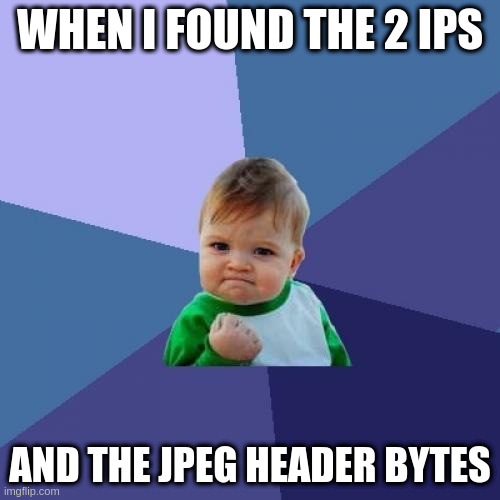 WHEN I FOUND THE 2 IPS
AND THE JPEG HEADER BYTES
imgflip.com